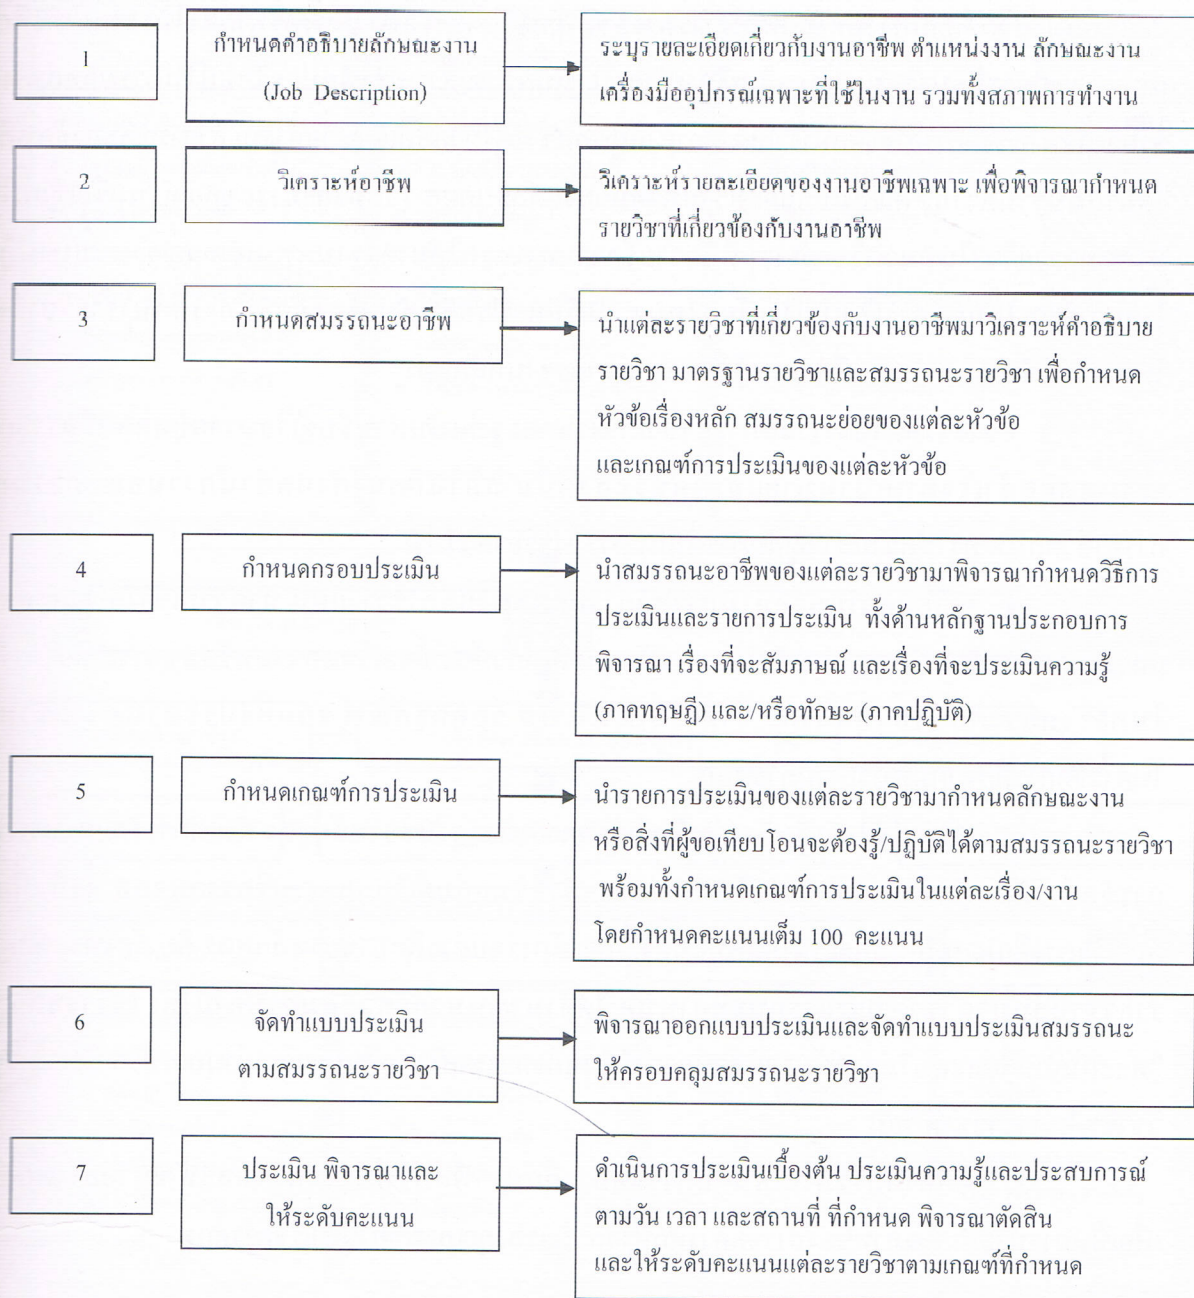 1
กำหนดคำอธิบายลักษณะงาน
(Job Description)
ระบุรายละเอียดเกี่ยวกับงานอาชีพ ตำแหน่งงาน ลักษณะงาน
เครื่องมืออุปกรณ์เฉพาะที่ใช้ในงาน รวมทั้งสภาพการทำงาน
2
วิเคราะห์อาชีพ
วิเคราะห์รายละเอียดของงานอาชีพเฉพาะ เพื่อพิจารณากำหนด
รายวิชาที่เกี่ยวข้องกับงานอาชีพ
3
กำหนดสมรรถนะอาชีพ
นำแต่ละรายวิชาที่เกี่ยวข้องกับงานอาชีพมาวิเคราะห์คำอธิบาย
รายวิชา มาตรฐานรายวิชาและสมรรถนะรายวิชา เพื่อกำหนด
หัวข้อเรื่องหลัก สมรรถนะย่อยของแต่ละหัวข้อ
และเกณฑ์การประเมินของแต่ละหัวข้อ
4
กำหนดกรอบประเมิน
นำสมรรถนะอาชีพของแต่ละรายวิชามาพิจารณากำหนดวิธีการ
ประเมินและรายการประเมิน ทั้งด้านหลักฐานประกอบการ
พิจารณา เรื่องที่จะสัมภาษณ์ และเรื่องที่จะประเมินความรู้
(ภาคทฤษฎี) และ/หรือทักษะ (ภาคปฏิบัติ)
5
กำหนดเกณฑ์การประเมิน
นำรายการประเมินของแต่ละรายวิชามากำหนดลักษณะงาน
หรือสิ่งที่ผู้ขอเทียบโอนจะต้องรู้/ปฏิบัติได้ตามสมรรถนะรายวิชา
พร้อมทั้งกำหนดเกณฑ์การประเมินในแต่ละเรื่อง/งาน
โดยกำหนดคะแนนเต็ม 100 คะแนน
6
จัดทำแบบประเมิน
ตามสมรรถนะรายวิชา
พิจารณาออกแบบประเมินและจัดทำแบบประเมินสมรรถนะ
ให้ครอบคลุมสมรรถนะรายวิชา
7
ประเมิน พิจารณาและ
ให้ระดับคะแนน
ดำเนินการประเมินเบื้องต้น ประเมินความรู้และประสบการณ์
ตามวัน เวลา และสถานที่ ที่กำหนด พิจารณาตัดสิน
และให้ระดับคะแนนแต่ละรายวิชาตามเกณฑ์ที่กำหนด